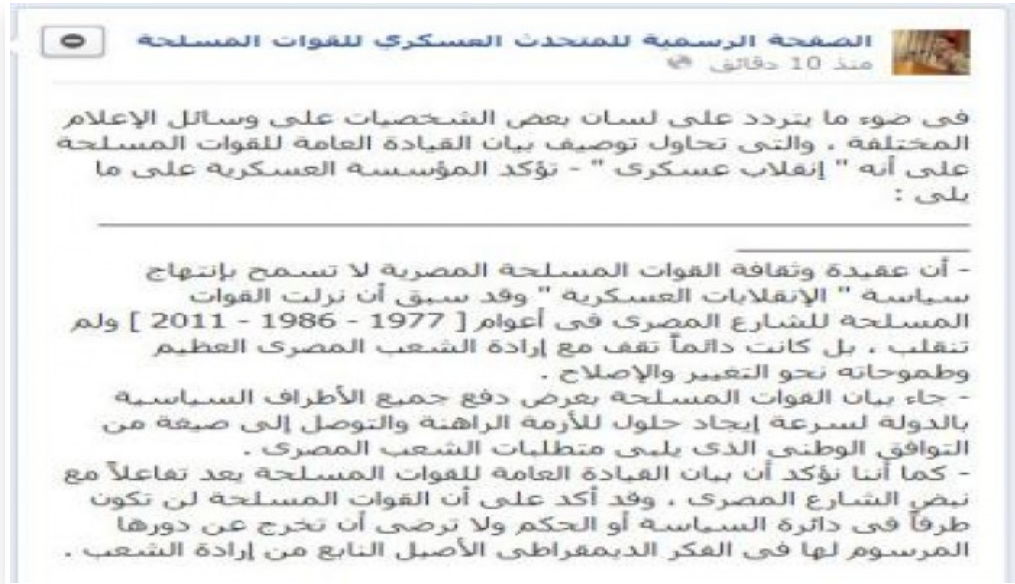 الصفحة الرسمية للمتحدث العسكري للقوات المسلحة
منذ 10 دقائق
فى ضوء ما يتردد على لسان بعض الشخصيات على وسائل الإعلام
المختلفة ، والتى تحاول توصيف بيان القيادة العامة للقوات المسلحة
على أنه " إنقلاب عسكرى " - تؤكد المؤسسة العسكرية على ما
يلى :
- أن عقيدة وثقافة القوات المسلحة المصرية لا تسمح بإنتهاج
سياسة " الإنقلابات العسكرية " وقد سبق أن نزلت القوات
المسلحة للشارع المصرى فى أعوام [ 1977 - 1986 - 2011 ] ولم
تنقلب ، بل كانت دائماً تقف مع إرادة الشعب المصرى العظيم
وطموحاته نحو التغيير والإصلاح .
- جاء بيان القوات المسلحة بغرض دفع جميع الأطراف السياسية
بالدولة لسرعة إيجاد حلول للأزمة الراهنة والتوصل إلى صيغة من
التوافق الوطنى الذى يلبى متطلبات الشعب المصرى .
- كما أننا نؤكد أن بيان القيادة العامة للقوات المسلحة يعد تفاعلاً مع
نبض الشارع المصرى ، وقد أكد على أن القوات المسلحة لن تكون
طرفاً فى دائرة السياسة أو الحكم ولا ترضى أن تخرج عن دورها
المرسوم لها فى الفكر الديمقراطى الأصيل النابع من إرادة الشعب .